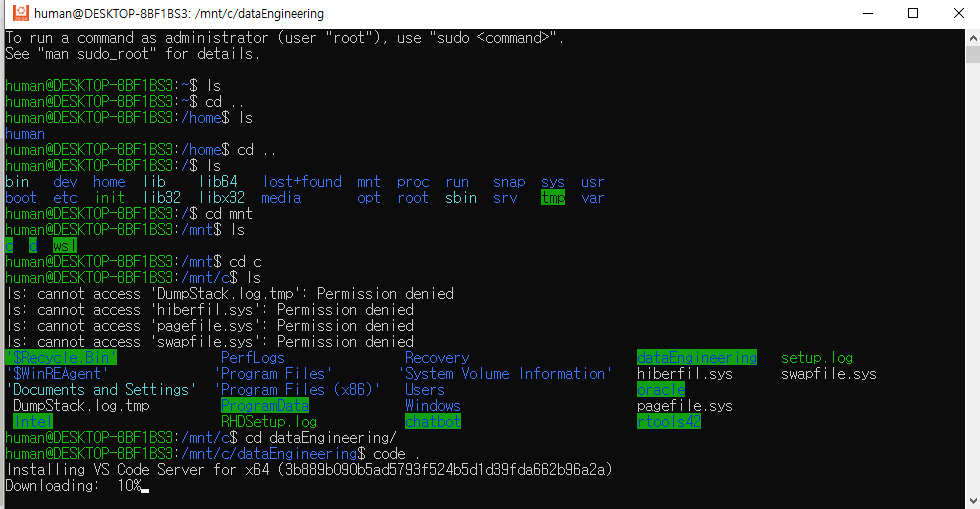 20.04
human@DESKTOP-8BF1BS3: /mnt/c/dataEngineering
To run a command as administrator (user "root"), use "sudo <command>".
See "man sudo_root" for details.
human@DESKTOP-8BF1BS3:~$ ls
human@DESKTOP-8BF1BS3:~$ cd ..
human@DESKTOP-8BF1BS3:/home$ ls
human
human@DESKTOP-8BF1BS3:/home$ cd ..
human@DESKTOP-8BF1BS3:/$ ls
bin dev home lib lib64 lost+found mnt proc run snap sys usr
boot etc init lib32 libx32 media opt root sbin srv tmp var
human@DESKTOP-8BF1BS3:/$ cd mnt
human@DESKTOP-8BF1BS3:/mnt$ ls
c d wsl
human@DESKTOP-8BF1BS3:/mnt$ cd c
human@DESKTOP-8BF1BS3:/mnt/c$ ls
ls: cannot access 'DumpStack.log.tmp': Permission denied
ls: cannot access 'hiberfil.sys': Permission denied
ls: cannot access 'pagefile.sys': Permission denied
ls: cannot access 'swapfile.sys': Permission denied
'$Recycle.Bin' PerfLogs Recovery dataEngineering setup.log
'$WinREAgent' 'Program Files' 'System Volume Information' hiberfil.sys swapfile.sys
'Documents and Settings' 'Program Files (x86)' Users oracle
DumpStack.log.tmp ProgramData Windows pagefile.sys
Intel RHDSetup.log chatbot rtools42
human@DESKTOP-8BF1BS3:/mnt/c$ cd dataEngineering/
human@DESKTOP-8BF1BS3:/mnt/c/dataEngineering$ code .
Installing VS Code Server for x64 (3b889b090b5ad5793f524b5d1d39fda662b96a2a)
Downloading: 10%